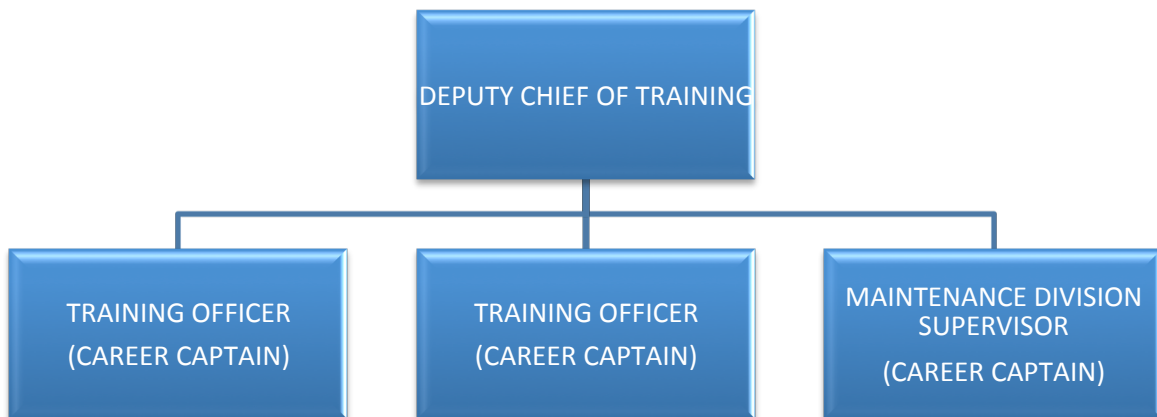 DEPUTY CHIEF OF TRAINING
TRAINING OFFICER
(CAREER CAPTAIN)
TRAINING OFFICER
(CAREER CAPTAIN)
MAINTENANCE DIVISION
SUPERVISOR
(CAREER CAPTAIN)